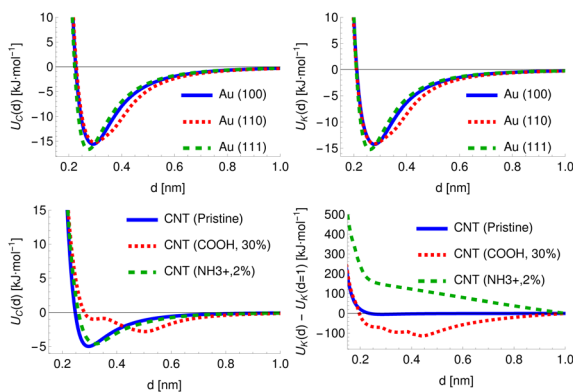 U_C(d) [kJ·mol⁻¹]
10
5
0
-5
-10
-15
Au (100)
Au (110)
Au (111)
0.2 0.4 0.6 0.8 1.0
d [nm]
U_K(d) [kJ·mol⁻¹]
10
5
0
-5
-10
-15
Au (100)
Au (110)
Au (111)
0.2 0.4 0.6 0.8 1.0
d [nm]
U_C(d) [kJ·mol⁻¹]
15
10
5
0
-5
CNT (Pristine)
CNT (COOH, 30%)
CNT (NH3+,2%)
0.2 0.4 0.6 0.8 1.0
d [nm]
U_K(d) − U_K(d=1) [kJ·mol⁻¹]
500
400
300
200
100
0
-100
CNT (Pristine)
CNT (COOH, 30%)
CNT (NH3+,2%)
0.2 0.4 0.6 0.8 1.0
d [nm]